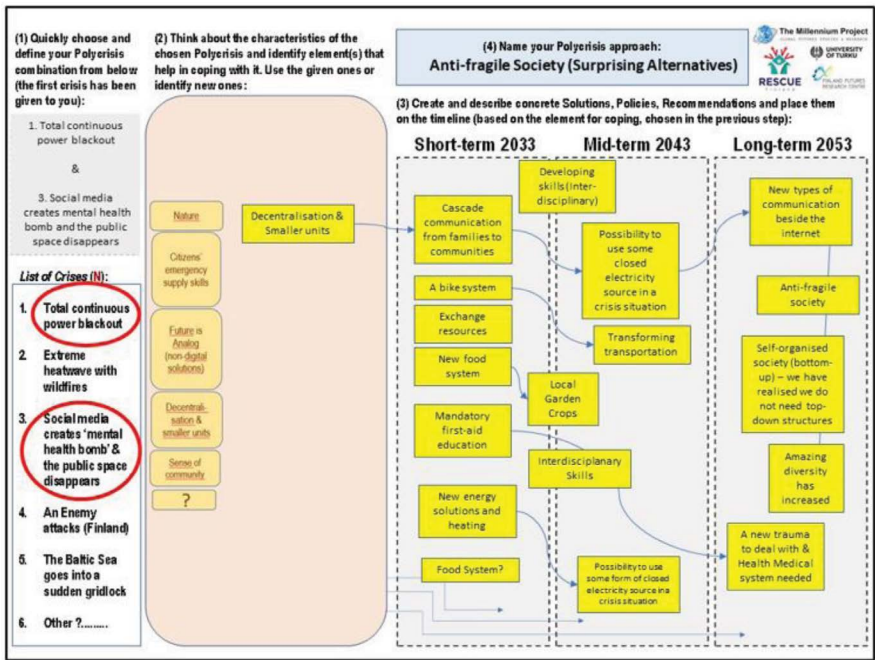 (1) Quickly choose and
define your Polycrisis
combination from below
(the first crisis has been
given to you):
1. Total continuous
power blackout
&
3. Social media
creates mental health
bomb and the public
space disappears
List of Crises (N):
1. Total continuous
power blackout
2. Extreme
heatwave with
wildfires
3. Social media
creates ‘mental
health bomb’ &
the public space
disappears
4. An Enemy
attacks (Finland)
5. The Baltic Sea
goes into a
sudden gridlock
6. Other ?.........
(2) Think about the characteristics of the
chosen Polycrisis and identify element(s) that
help in coping with it. Use the given ones or
identify new ones:
Nature
Citizens'
emergency
supply skills
Future is
Analog
(non-digital
solutions)
Decentrali-
sation &
smaller units
Sense of
community
?
Decentralisation &
Smaller units
(4) Name your Polycrisis approach:
Anti-fragile Society (Surprising Alternatives)
The Millennium Project
RESCUE
FINLAND
UNIVERSITY
OF TURKU
FINLAND FUTURES
RESEARCH CENTRE
(3) Create and describe concrete Solutions, Policies, Recommendations and place them
on the timeline (based on the element for coping, chosen in the previous step):
Short-term 2033
Mid-term 2043
Long-term 2053
Developing
skills (Inter-
disciplinary)
Cascade
communication
from families to
communities
A bike system
Exchange
resources
New food
system
Mandatory
first-aid
education
New energy
solutions and
heating
Food System?
Possibility to
use some
closed
electricity
source in a
crisis situation
Transforming
transportation
Local
Garden
Crops
Interdisciplanary
Skills
Possibility to use
some form of closed
electricity source in a
crisis situation
New types of
communication
beside the
internet
Anti-fragile
society
Self-organised
society (bottom-
up) – we have
realised we do
not need top-
down structures
Amazing
diversity
has
increased
A new trauma
to deal with &
Health Medical
system needed